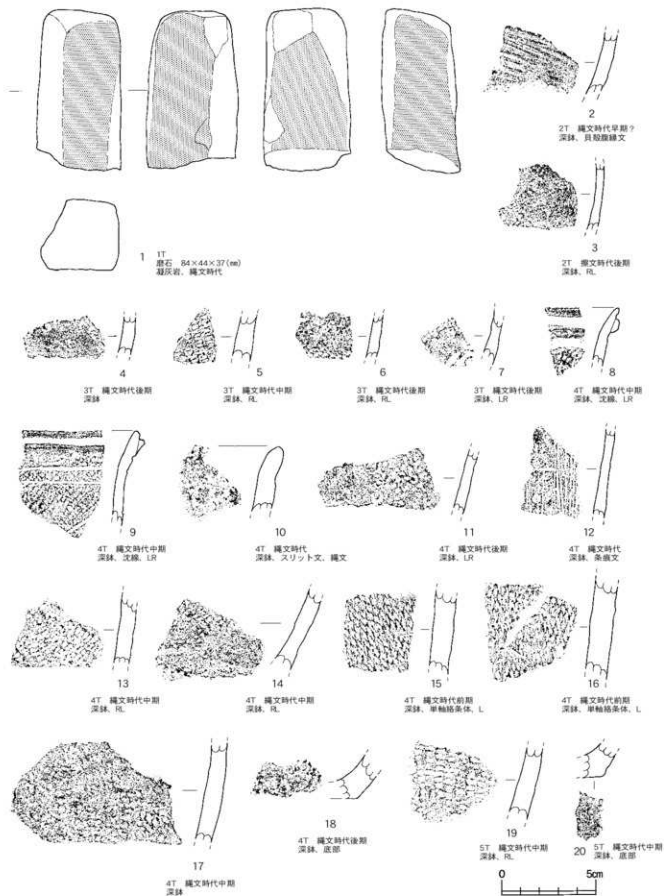 1
1T
磨石 84×44×37(㎜)
凝灰岩、縄文時代
2
2T 縄文時代早期?
深鉢、貝殻腹縁文
3
2T 擦文時代後期
深鉢、RL
4
3T 縄文時代後期
深鉢
5
3T 縄文時代中期
深鉢、RL
6
3T 縄文時代後期
深鉢、RL
7
3T 縄文時代後期
深鉢、LR
8
4T 縄文時代中期
深鉢、沈線、LR
9
4T 縄文時代中期
深鉢、沈線、LR
10
4T 縄文時代
深鉢、スリット文、縄文
11
4T 縄文時代後期
深鉢、LR
12
4T 縄文時代
深鉢、条痕文
13
4T 縄文時代中期
深鉢、RL
14
4T 縄文時代中期
深鉢、RL
15
4T 縄文時代前期
深鉢、単軸絡条体、L
16
4T 縄文時代前期
深鉢、単軸絡条体、L
17
4T 縄文時代中期
深鉢
18
4T 縄文時代後期
深鉢、底部
19
5T 縄文時代中期
深鉢、RL
20
5T 縄文時代中期
深鉢、底部
0 5cm